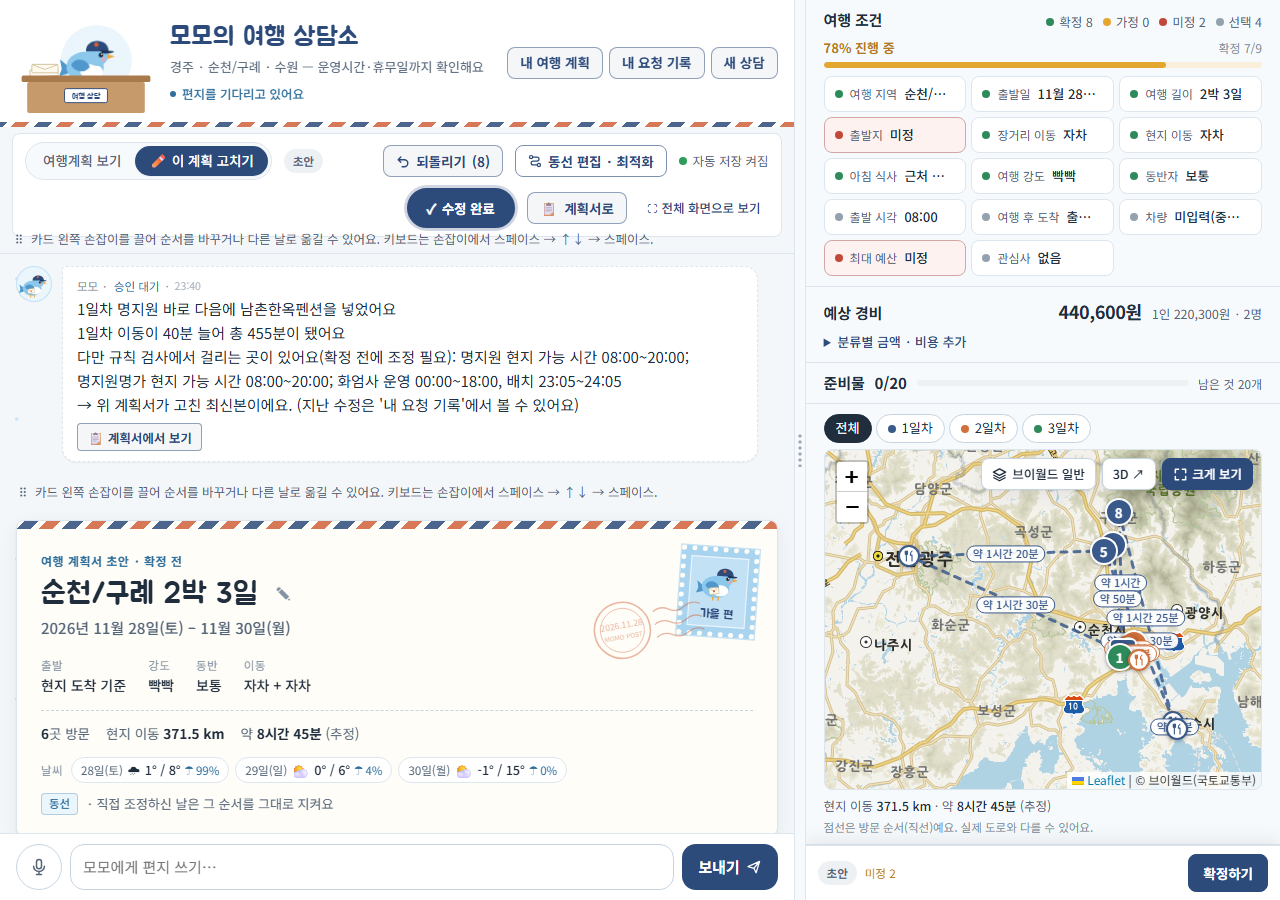 모모의 여행 상담소
경주 · 순천/구례 · 수원 — 운영시간·휴무일까지 확인해요
편지를 기다리고 있어요
여행 상담
내 여행 계획
내 요청 기록
새 상담
여행계획 보기
이 계획 고치기
초안
되돌리기 (8)
동선 편집 · 최적화
자동 저장 켜짐
✓ 수정 완료
계획서로
전체 화면으로 보기
카드 왼쪽 손잡이를 끌어 순서를 바꾸거나 다른 날로 옮길 수 있어요. 키보드는 손잡이에서 스페이스 → ↑↓ → 스페이스.
모모 · 승인 대기 · 23:40
1일차 명지원 바로 다음에 남촌한옥펜션을 넣었어요
1일차 이동이 40분 늘어 총 455분이 됐어요
다만 규칙 검사에서 걸리는 곳이 있어요(확정 전에 조정 필요): 명지원 현지 가능 시간 08:00~20:00;
명지원명가 현지 가능 시간 08:00~20:00; 화엄사 운영 00:00~18:00, 배치 23:05~24:05
→ 위 계획서가 고친 최신본이에요. (지난 수정은 '내 요청 기록'에서 볼 수 있어요)
계획서에서 보기
카드 왼쪽 손잡이를 끌어 순서를 바꾸거나 다른 날로 옮길 수 있어요. 키보드는 손잡이에서 스페이스 → ↑↓ → 스페이스.
여행 계획서 초안 · 확정 전
순천/구례 2박 3일
2026년 11월 28일(토) – 11월 30일(월)
가을 편
2026.11.28
MOMO POST
출발 강도 동반 이동
현지 도착 기준 빡빡 보통 자차 + 자차
6곳 방문 현지 이동 371.5 km 약 8시간 45분 (추정)
날씨 28일(토) 1° / 8° 99% 29일(일) 0° / 6° 4% 30일(월) -1° / 15° 0%
동선 · 직접 조정하신 날은 그 순서를 그대로 지켜요
모모에게 편지 쓰기…
보내기
여행 조건
확정 8 가정 0 미정 2 선택 4
78% 진행 중
확정 7/9
여행 지역 순천/…
출발일 11월 28…
여행 길이 2박 3일
출발지 미정
장거리 이동 자차
현지 이동 자차
아침 식사 근처 …
여행 강도 빡빡
동반자 보통
출발 시각 08:00
여행 후 도착 출…
차량 미입력(중…
최대 예산 미정
관심사 없음
예상 경비
440,600원 1인 220,300원 · 2명
▶ 분류별 금액 · 비용 추가
준비물 0/20
남은 것 20개
전체
1일차
2일차
3일차
+
−
브이월드 일반
3D ↗
크게 보기
담양군
곡성군
8
5
하동군
약 1시간 20분
약 1시간
약 50분
약 1시간 30분
약 1시간 25분
광양시
화순군
나주시
30분
1
남해
10
보성군
강진군
장흥군
Leaflet | © 브이월드(국토교통부)
현지 이동 371.5 km · 약 8시간 45분 (추정)
점선은 방문 순서(직선)예요. 실제 도로와 다를 수 있어요.
초안
미정 2
확정하기